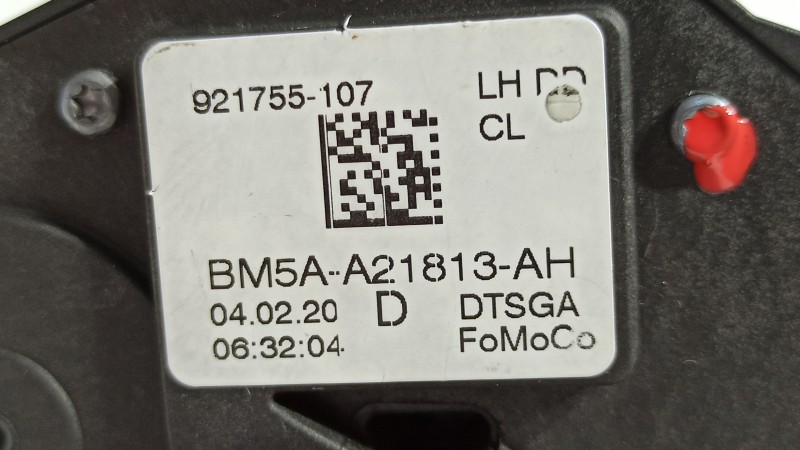 921755-107
LH
CL
BM5A-A21813-AH
04.02.20 D DTSGA
06:32:04 FoMoCo